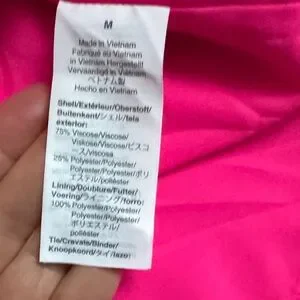 M
Made in Vietnam
Fabriqué au Vietnam
in Vietnam Hergestellt
Vervaardigd in Vietnam
ベトナム製
Hecho en Vietnam
Shell/Extérieur/Oberstoff/
Buitenkant/シェル/tela
exterior:
75% Viscose/Viscose/
Viskose/Viscose/ビスコ
ース/viscosa
25% Polyester/Polyester/
Polyester/Polyester/ポリ
エステル/poliéster
Lining/Doublure/Futter/
Voering/ライニング/forro:
100% Polyester/Polyester/
Polyester/Polyester/ポリ
エステル/poliéster
Tie/Cravate/Binder/
Knoopkoord/タイ/lazo: